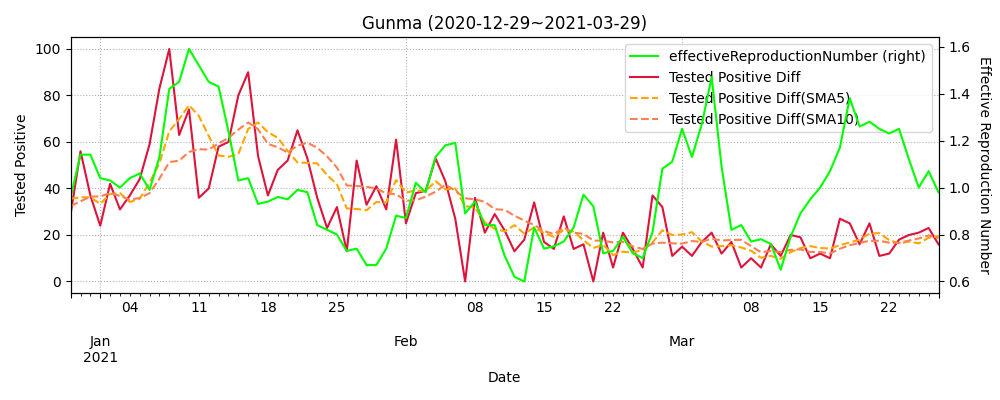 Gunma (2020-12-29~2021-03-29)
effectiveReproductionNumber (right)
Tested Positive Diff
Tested Positive Diff(SMA5)
Tested Positive Diff(SMA10)
Tested Positive
100
80
60
40
20
0
Effective Reproduction Number
1.6
1.4
1.2
1.0
0.8
0.6
04 11 18 25 08 15 22 08 15 22
Jan Feb Mar
2021
Date